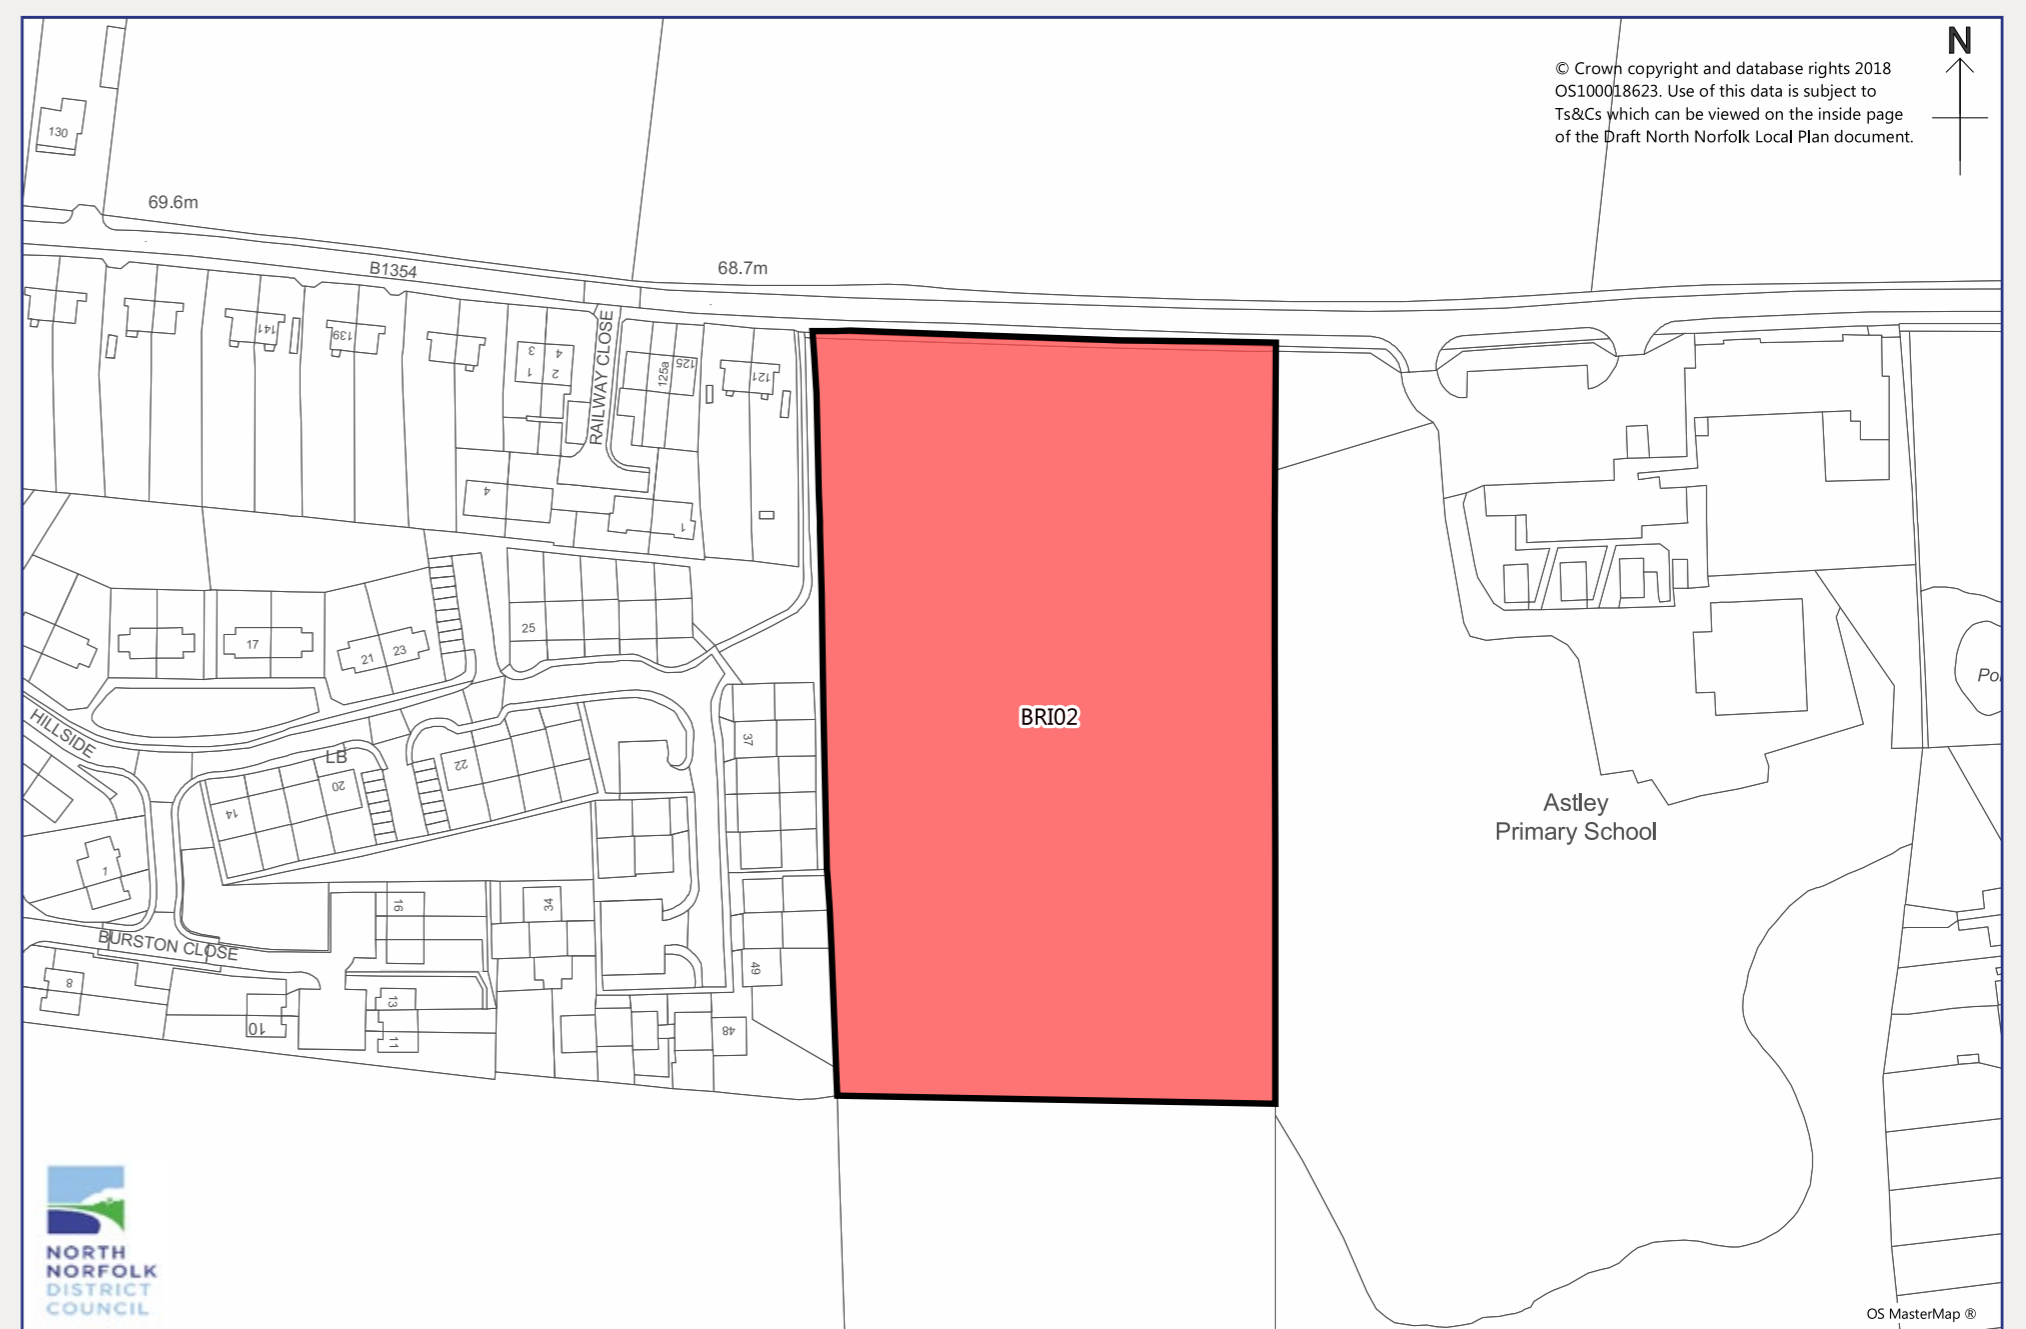 N
© Crown copyright and database rights 2018
OS100018623. Use of this data is subject to
Ts&Cs which can be viewed on the inside page
of the Draft North Norfolk Local Plan document.
130
69.6m
B1354
68.7m
141
139
3
4
1
2
RAILWAY CLOSE
125a
125
121
4
1
25
17
21
23
HILLSIDE
LB
20
14
22
37
BRI02
Astley
Primary School
1
16
34
BURSTON CLOSE
8
10
13
11
49
48
NORTH
NORFOLK
DISTRICT
COUNCIL
OS MasterMap ®